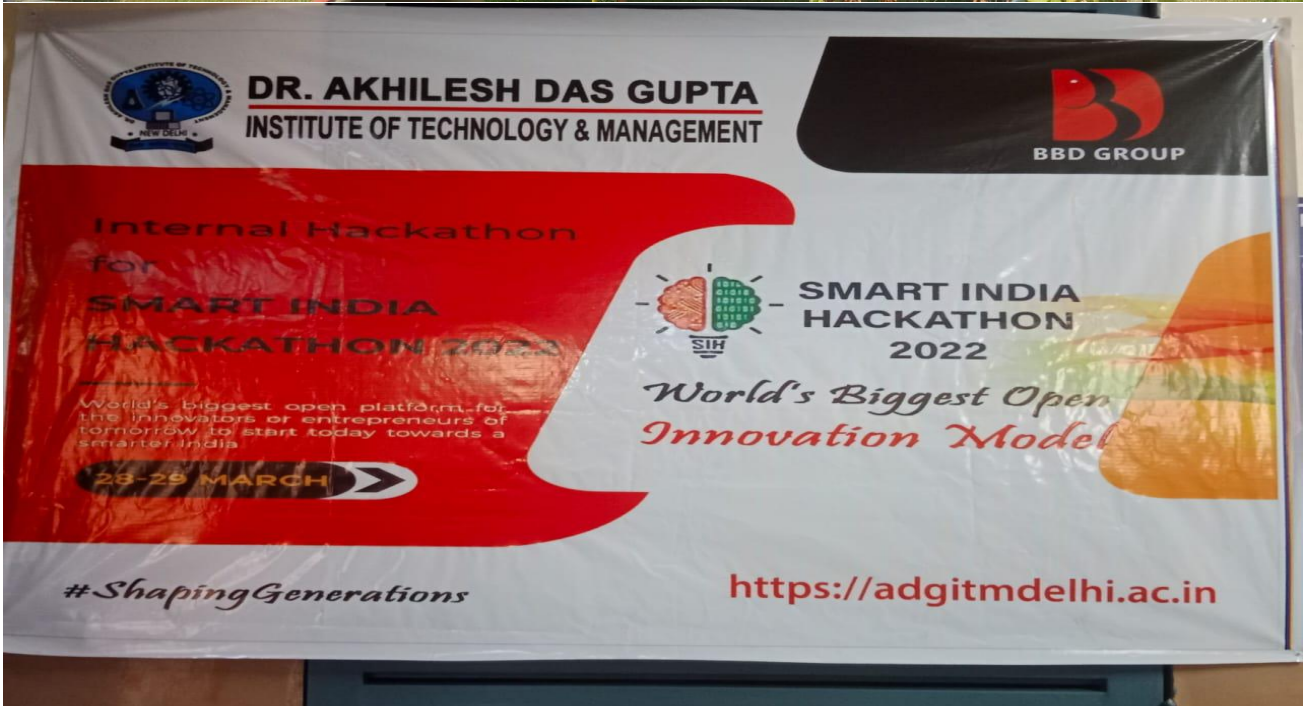 DR. AKHILESH DAS GUPTA
INSTITUTE OF TECHNOLOGY & MANAGEMENT
NEW DELHI
BBD GROUP
Internal Hackathon
for
SMART INDIA
HACKATHON 2022
World's biggest open platform for
the innovators or entrepreneurs of
tomorrow to start today towards a
smarter India
28-29 MARCH
SIH
SMART INDIA
HACKATHON
2022
World's Biggest Open
Innovation Model
#ShapingGenerations
https://adgitmdelhi.ac.in